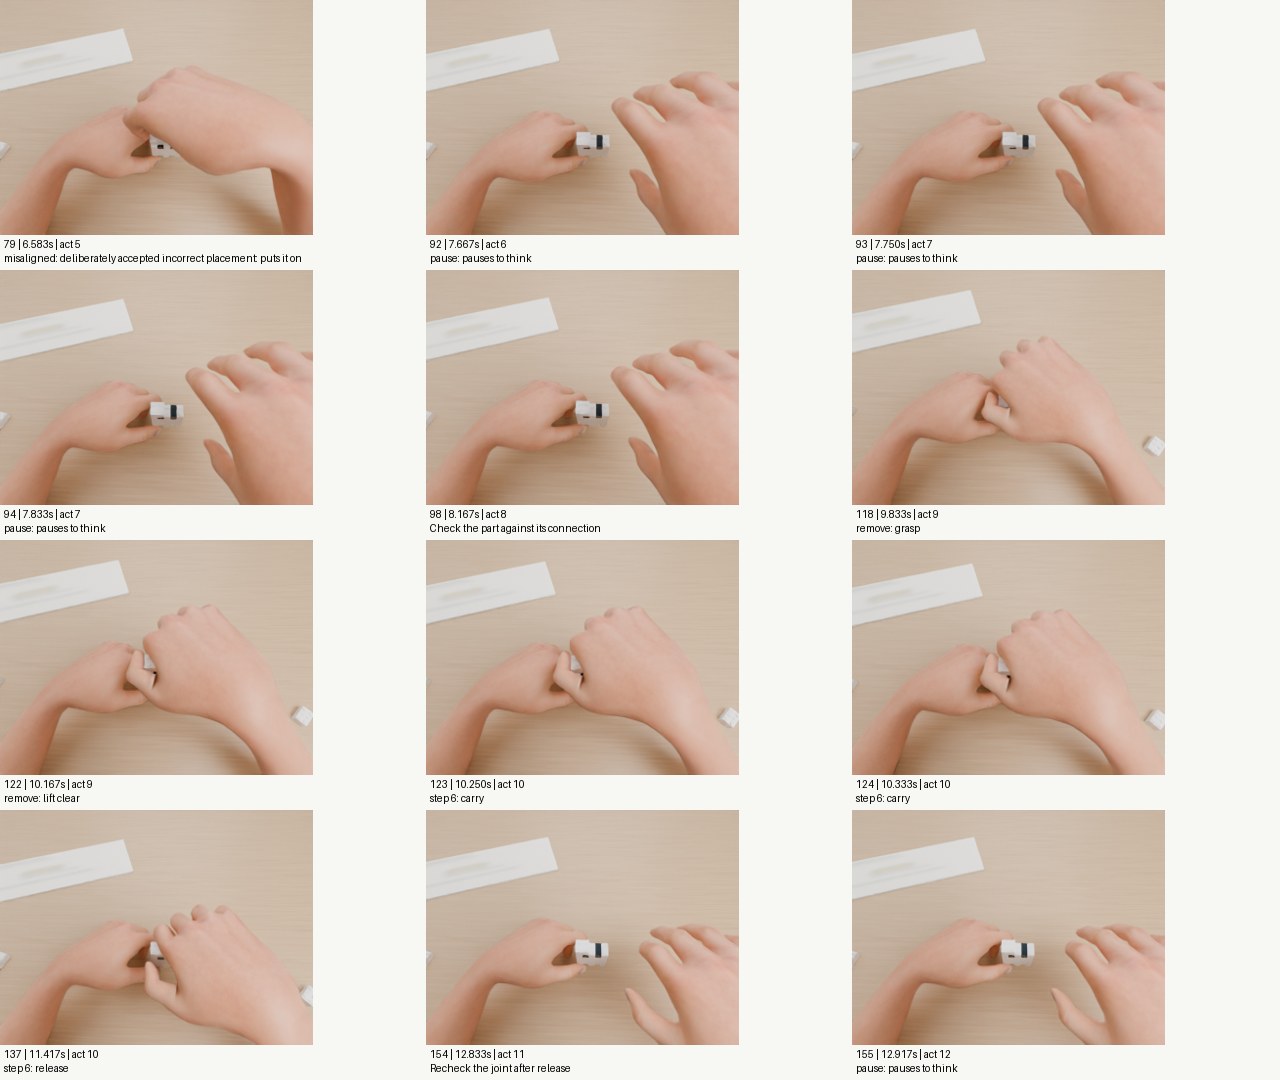 79 | 6.583s | act 5
misaligned: deliberately accepted incorrect placement: puts it on
92 | 7.667s | act 6
pause: pauses to think
93 | 7.750s | act 7
pause: pauses to think
94 | 7.833s | act 7
pause: pauses to think
98 | 8.167s | act 8
Check the part against its connection
118 | 9.833s | act 9
remove: grasp
122 | 10.167s | act 9
remove: lift clear
123 | 10.250s | act 10
step 6: carry
124 | 10.333s | act 10
step 6: carry
137 | 11.417s | act 10
step 6: release
154 | 12.833s | act 11
Recheck the joint after release
155 | 12.917s | act 12
pause: pauses to think